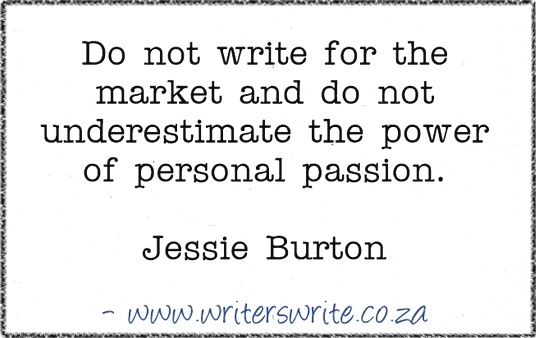 Do not write for the
market and do not
underestimate the power
of personal passion.
Jessie Burton
- www.writerswrite.co.za